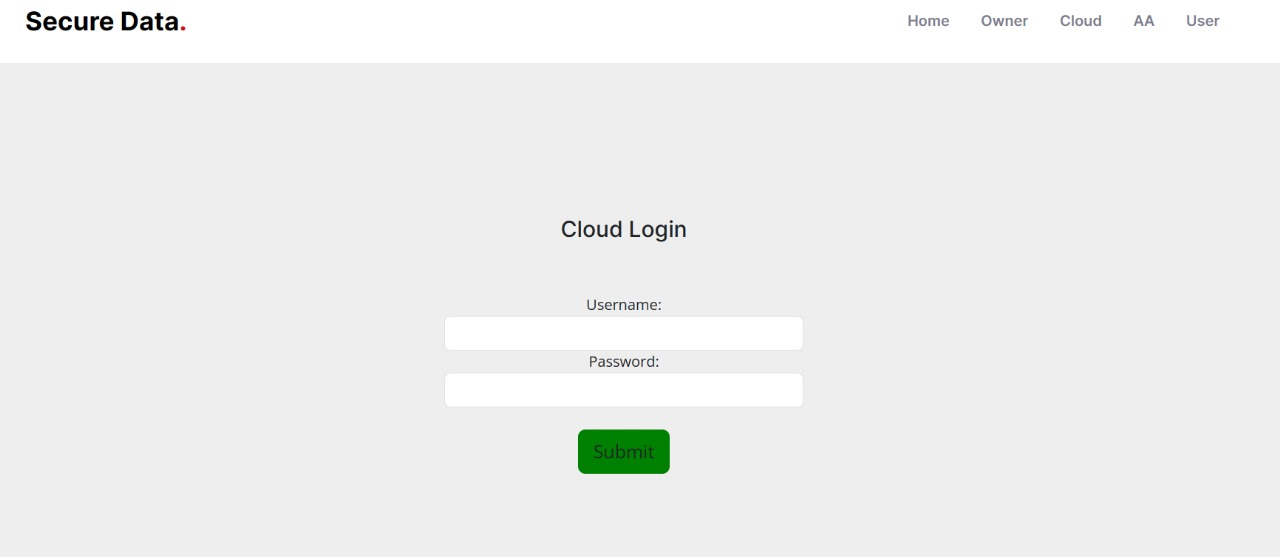 Secure Data.
Home Owner Cloud AA User
Cloud Login
Username:
Password:
Submit